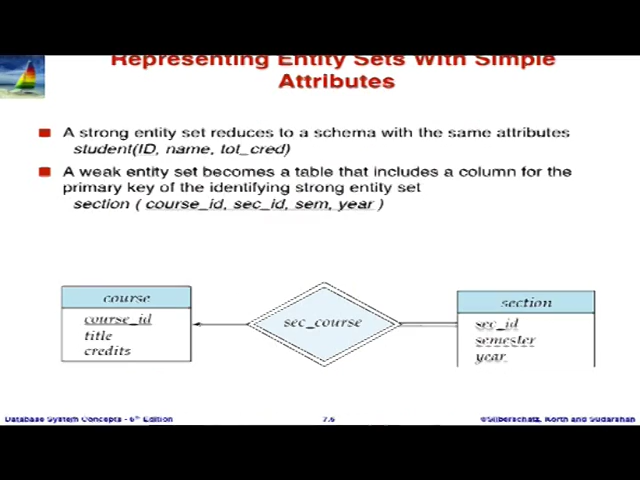 Representing Entity Sets With Simple
Attributes
A strong entity set reduces to a schema with the same attributes
student(ID, name, tot_cred)
A weak entity set becomes a table that includes a column for the
primary key of the identifying strong entity set
section ( course_id, sec_id, sem, year )
course
course_id
title
credits
sec_course
section
sec_id
semester
year
Database System Concepts - 6th Edition
7.6
©Silberschatz, Korth and Sudarshan